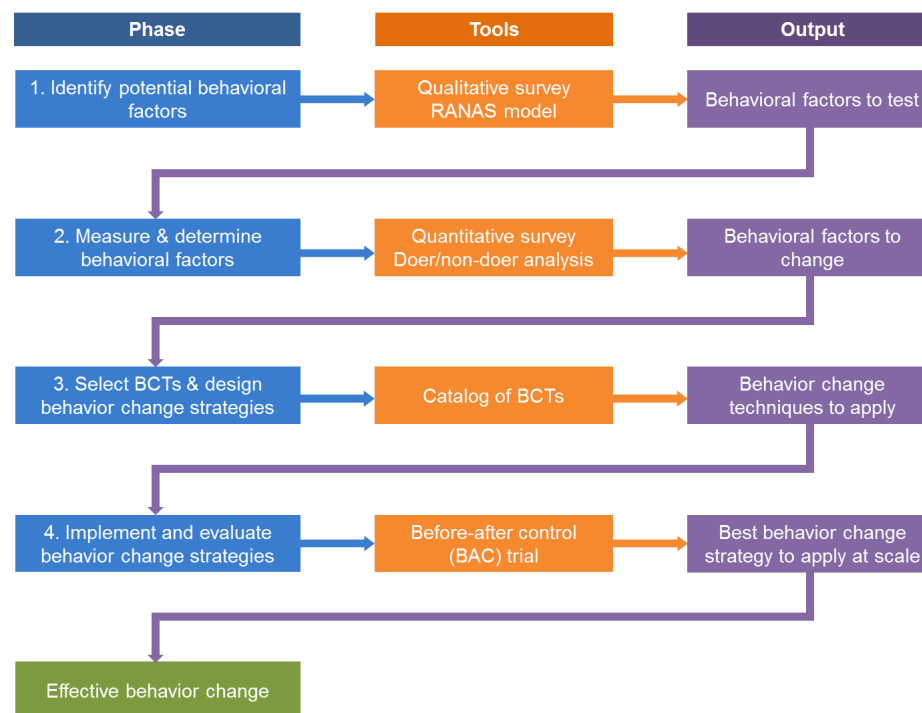 Phase
Tools
Output
1. Identify potential behavioral
factors
Qualitative survey
RANAS model
Behavioral factors to test
2. Measure & determine
behavioral factors
Quantitative survey
Doer/non-doer analysis
Behavioral factors to
change
3. Select BCTs & design
behavior change strategies
Catalog of BCTs
Behavior change
techniques to apply
4. Implement and evaluate
behavior change strategies
Before-after control
(BAC) trial
Best behavior change
strategy to apply at scale
Effective behavior change